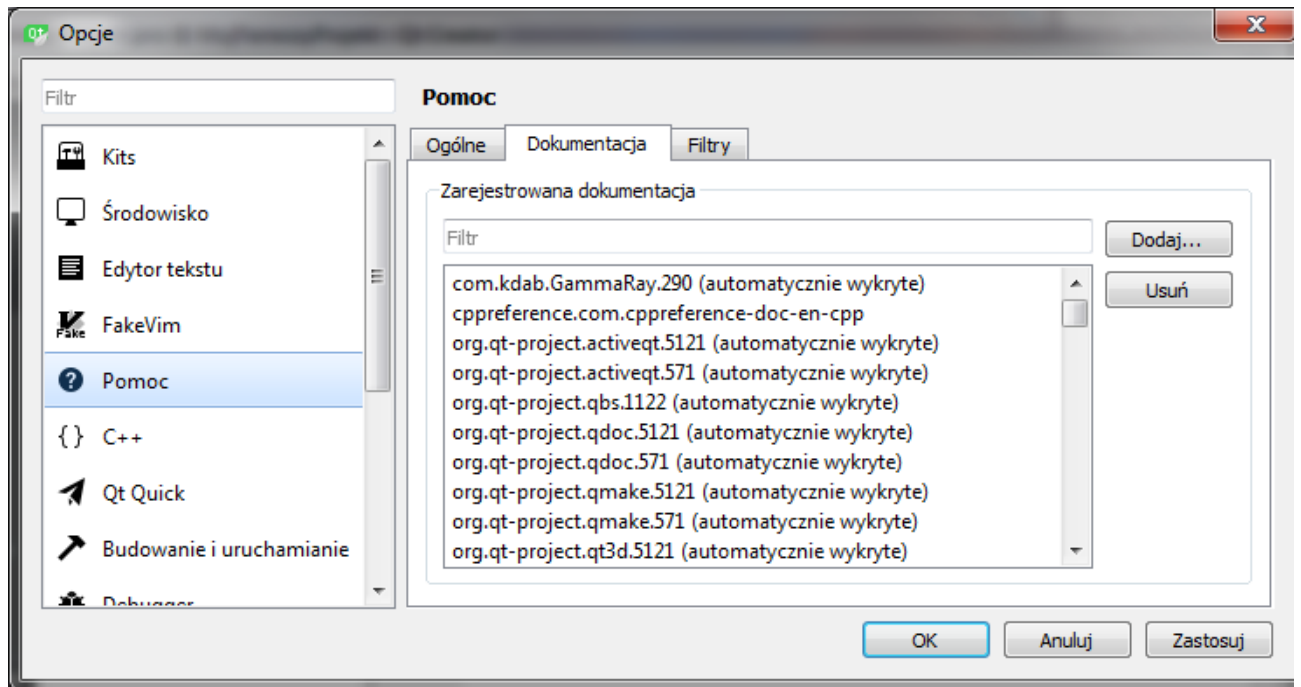 Opcje
Filtr
Kits
Środowisko
Edytor tekstu
Fake
FakeVim
Pomoc
{} C++
Qt Quick
Budowanie i uruchamianie
Debugger
Pomoc
Ogólne Dokumentacja Filtry
Zarejestrowana dokumentacja
Filtr
Dodaj...
Usuń
com.kdab.GammaRay.290 (automatycznie wykryte)
cppreference.com.cppreference-doc-en-cpp
org.qt-project.activeqt.5121 (automatycznie wykryte)
org.qt-project.activeqt.571 (automatycznie wykryte)
org.qt-project.qbs.1122 (automatycznie wykryte)
org.qt-project.qdoc.5121 (automatycznie wykryte)
org.qt-project.qdoc.571 (automatycznie wykryte)
org.qt-project.qmake.5121 (automatycznie wykryte)
org.qt-project.qmake.571 (automatycznie wykryte)
org.qt-project.qt3d.5121 (automatycznie wykryte)
OK Anuluj Zastosuj